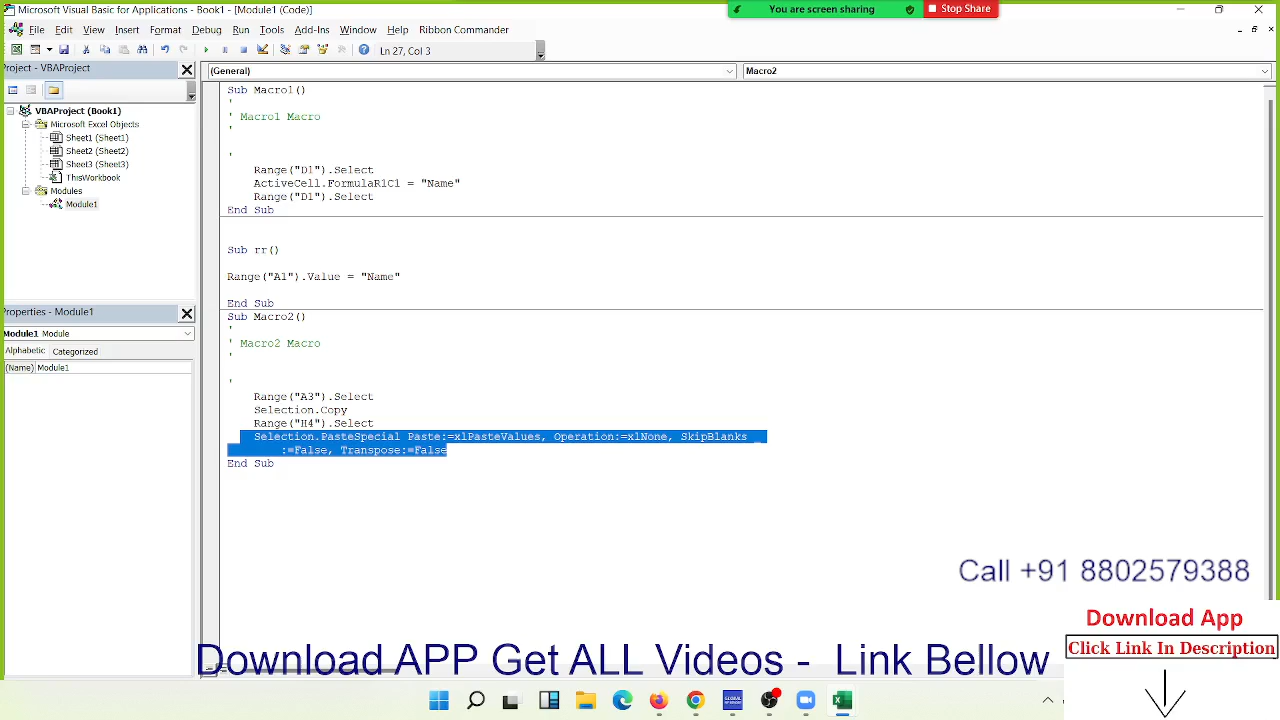 Microsoft Visual Basic for Applications - Book1 - [Module1 (Code)]
You are screen sharing
Stop Share
File Edit View Insert Format Debug Run Tools Add-Ins Window Help Ribbon Commander
Ln 27, Col 3
Project - VBAProject
(General)
Macro2
VBAProject (Book1)
Microsoft Excel Objects
Sheet1 (Sheet1)
Sheet2 (Sheet2)
Sheet3 (Sheet3)
ThisWorkbook
Modules
Module1
Properties - Module1
Module1 Module
Alphabetic Categorized
(Name) Module1
Sub Macro1()
'
' Macro1 Macro
'
'
Range("D1").Select
ActiveCell.FormulaR1C1 = "Name"
Range("D1").Select
End Sub
Sub rr()
Range("A1").Value = "Name"
End Sub
Sub Macro2()
'
' Macro2 Macro
'
'
Range("A3").Select
Selection.Copy
Range("H4").Select
Selection.PasteSpecial Paste:=xlPasteValues, Operation:=xlNone, SkipBlanks _
:=False, Transpose:=False
End Sub
Call +91 8802579388
Download App
Click Link In Description
Download APP Get ALL Videos - Link Bellow